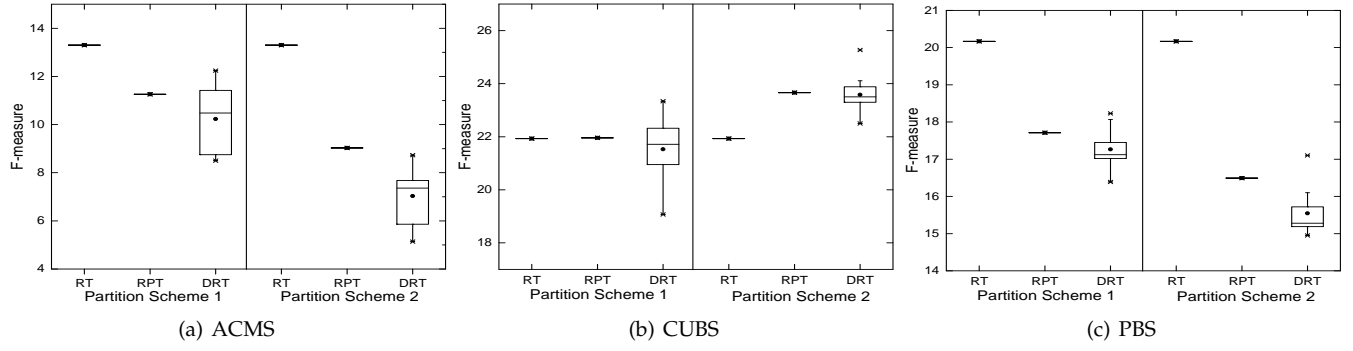 14
12
10
8
6
4
F-measure
RT RPT DRT RT RPT DRT
Partition Scheme 1 Partition Scheme 2
(a) ACMS
26
24
22
20
18
F-measure
RT RPT DRT RT RPT DRT
Partition Scheme 1 Partition Scheme 2
(b) CUBS
21
20
19
18
17
16
15
14
F-measure
RT RPT DRT RT RPT DRT
Partition Scheme 1 Partition Scheme 2
(c) PBS